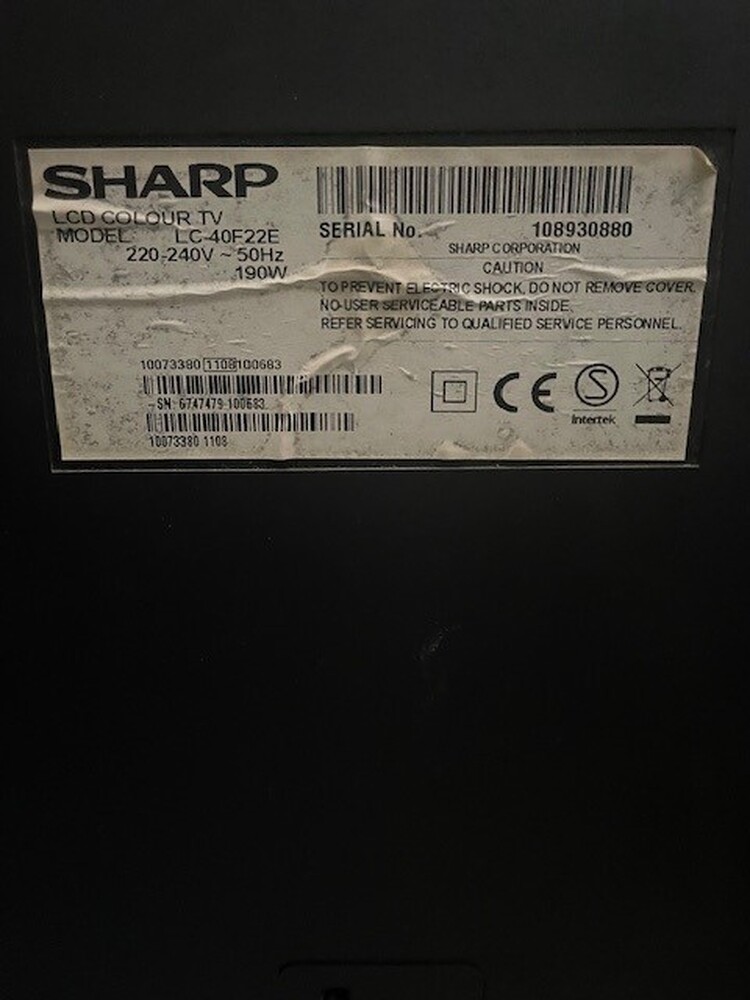 SHARP
LCD COLOUR TV
MODEL LC-40F22E
220-240V ~ 50Hz
190W
SERIAL No. 108930880
SHARP CORPORATION
CAUTION
TO PREVENT ELECTRIC SHOCK, DO NOT REMOVE COVER.
NO-USER SERVICEABLE PARTS INSIDE.
REFER SERVICING TO QUALIFIED SERVICE PERSONNEL.
10073380 1108 100683
SN: 6747479 100683
10073380 1108
CE
S
Intertek